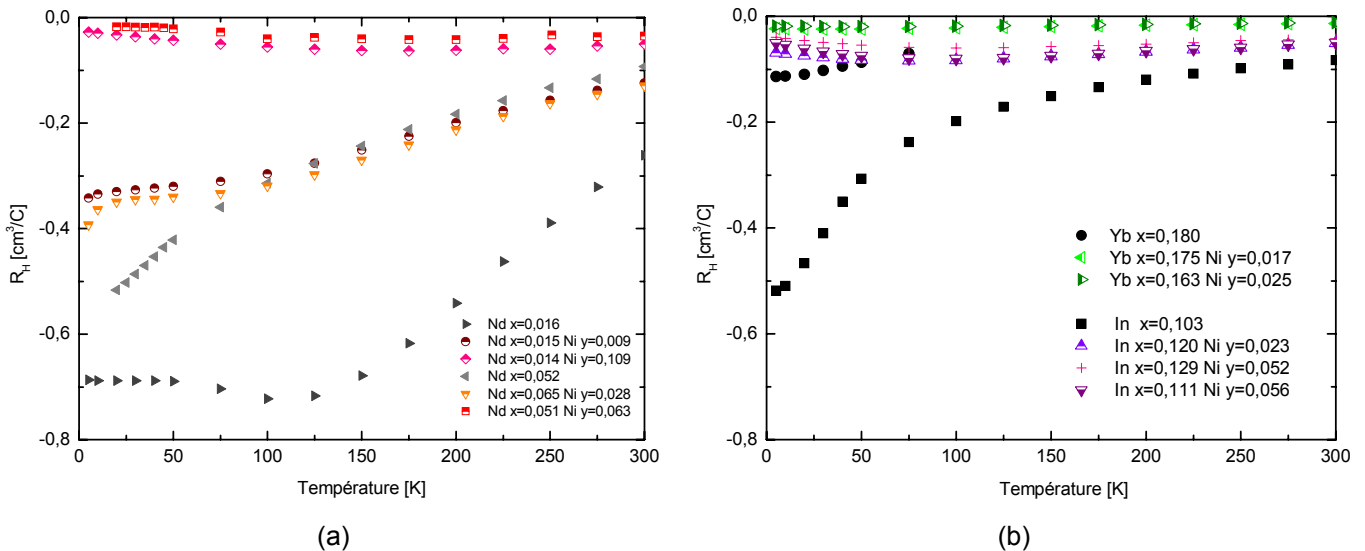 (a)
0,0
-0,2
-0,4
-0,6
-0,8
R_H [cm³/C]
0 50 100 150 200 250 300
Température [K]
Nd x=0,016
Nd x=0,015 Ni y=0,009
Nd x=0,014 Ni y=0,109
Nd x=0,052
Nd x=0,065 Ni y=0,028
Nd x=0,051 Ni y=0,063
(a)
(b)
0,0
-0,2
-0,4
-0,6
-0,8
R_H [cm³/C]
0 50 100 150 200 250 300
Température [K]
Yb x=0,180
Yb x=0,175 Ni y=0,017
Yb x=0,163 Ni y=0,025
In x=0,103
In x=0,120 Ni y=0,023
In x=0,129 Ni y=0,052
In x=0,111 Ni y=0,056
(b)